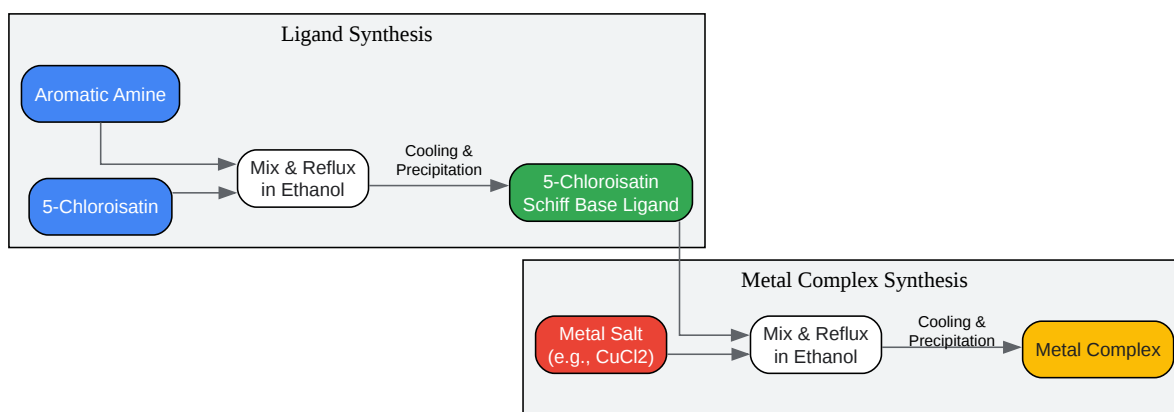 Ligand Synthesis
Aromatic Amine
5-Chloroisatin
Mix & Reflux
in Ethanol
Cooling &
Precipitation
5-Chloroisatin
Schiff Base Ligand
Metal Complex Synthesis
Metal Salt
(e.g., CuCl2)
Mix & Reflux
in Ethanol
Cooling &
Precipitation
Metal Complex